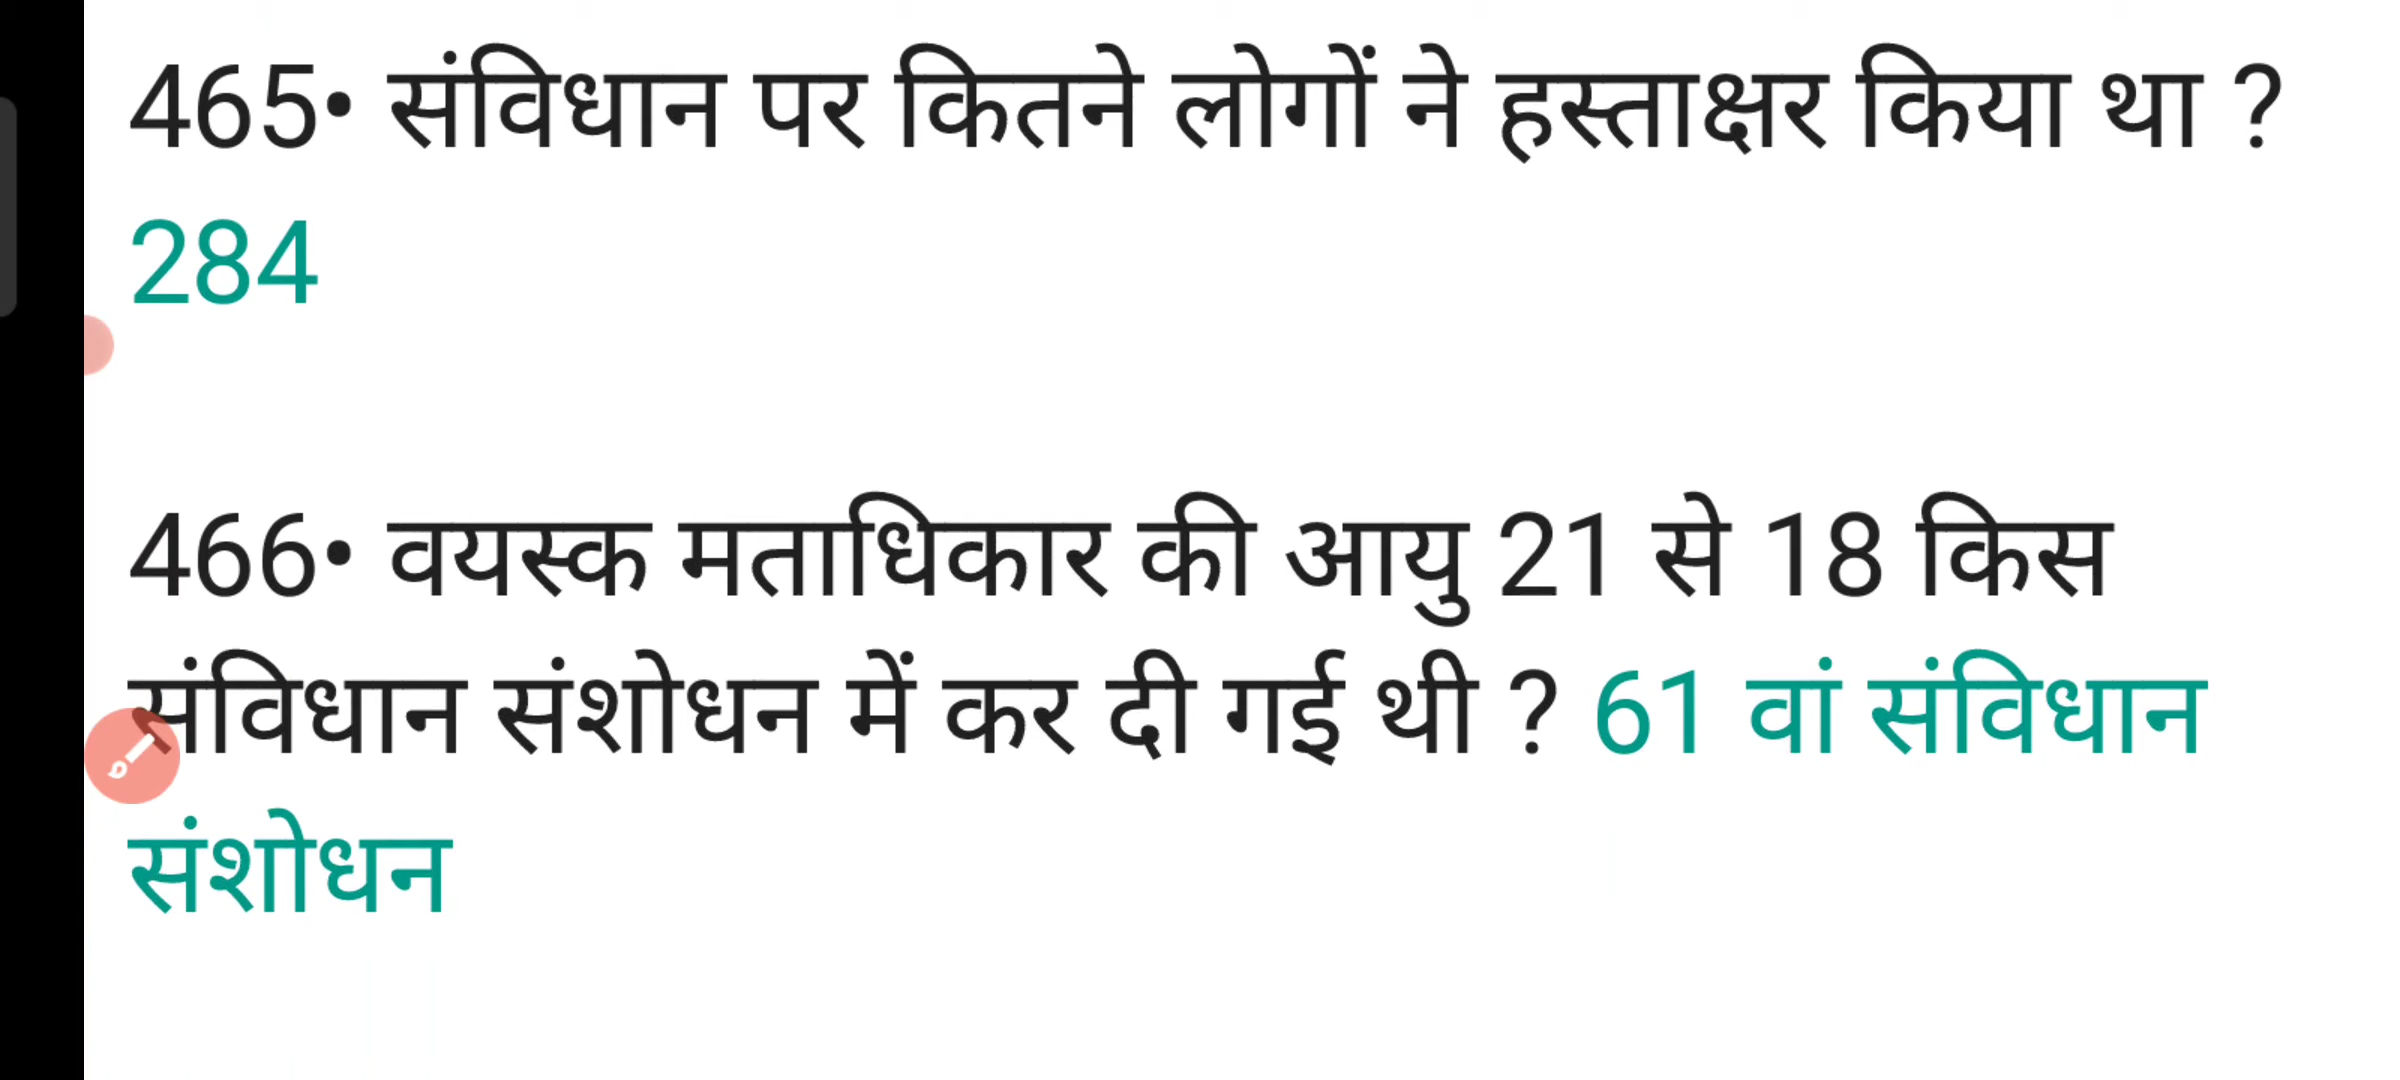 465• संविधान पर कितने लोगों ने हस्ताक्षर किया था ?
284
466• वयस्क मताधिकार की आयु 21 से 18 किस
संविधान संशोधन में कर दी गई थी ? 61 वां संविधान
संशोधन